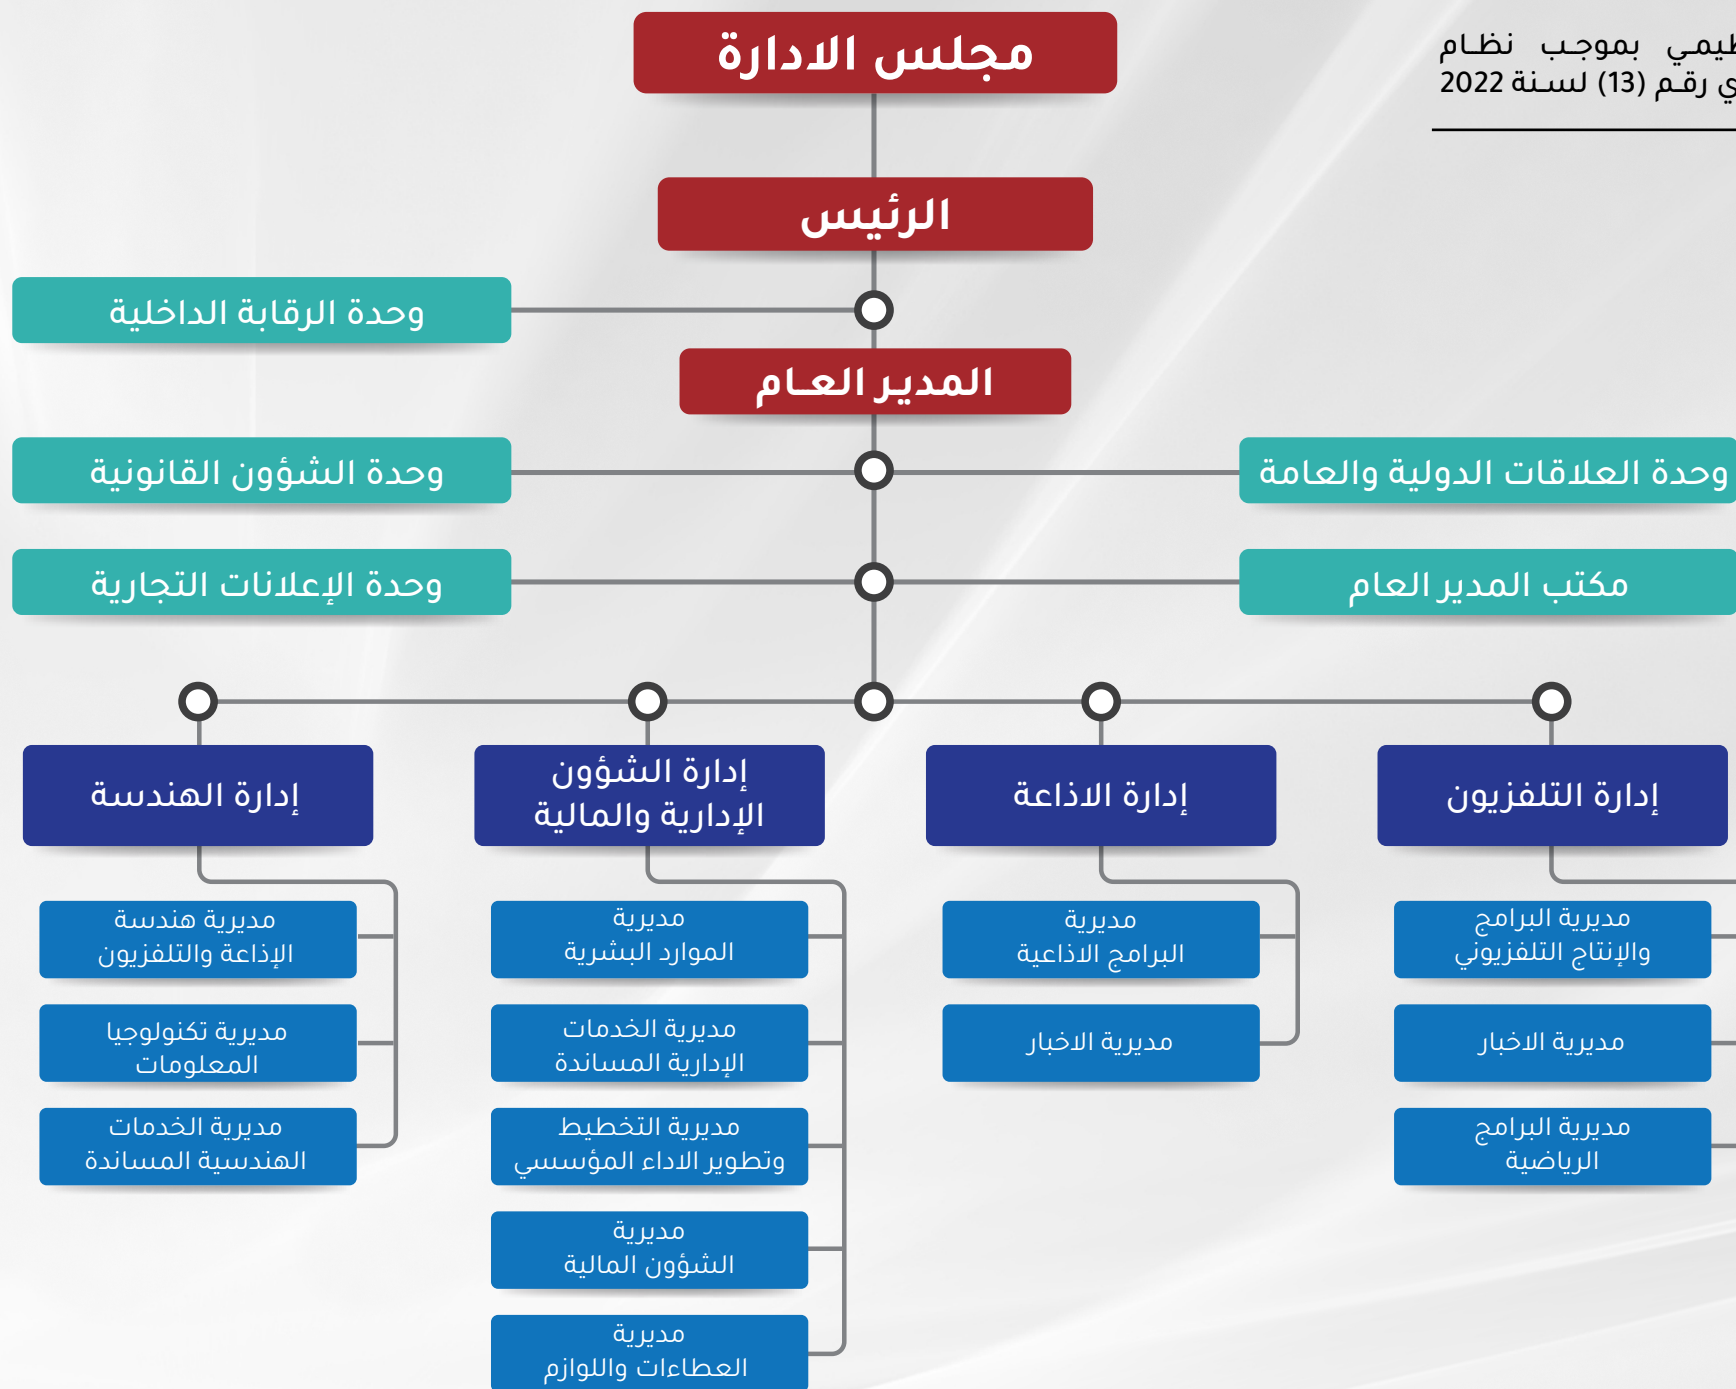 بموجب نظام
رقم (13) لسنة 2022
مجلس الادارة
الرئيس
وحدة الرقابة الداخلية
المدير العام
وحدة العلاقات الدولية والعامة
وحدة الشؤون القانونية
مكتب المدير العام
وحدة الإعلانات التجارية
إدارة التلفزيون
مديرية البرامج
والإنتاج التلفزيوني
مديرية الاخبار
مديرية البرامج
الرياضية
إدارة الاذاعة
مديرية
البرامج الاذاعية
مديرية الاخبار
إدارة الشؤون
الإدارية والمالية
مديرية
الموارد البشرية
مديرية الخدمات
الإدارية المساندة
مديرية التخطيط
وتطوير الاداء المؤسسي
مديرية
الشؤون المالية
مديرية
العطاءات واللوازم
إدارة الهندسة
مديرية هندسة
الإذاعة والتلفزيون
مديرية تكنولوجيا
المعلومات
مديرية الخدمات
الهندسية المساندة